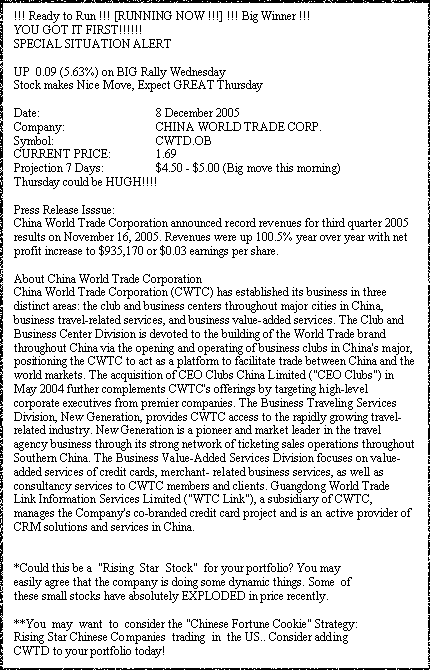 !!! Ready to Run !!! [RUNNING NOW !!!] !!! Big Winner !!!
YOU GOT IT FIRST!!!!!!
SPECIAL SITUATION ALERT
UP 0.09 (5.63%) on BIG Rally Wednesday
Stock makes Nice Move, Expect GREAT Thursday
Date: 8 December 2005
Company: CHINA WORLD TRADE CORP.
Symbol: CWTD.OB
CURRENT PRICE: 1.69
Projection 7 Days: $4.50 - $5.00 (Big move this morning)
Thursday could be HUGH!!!!
Press Release Isssue:
China World Trade Corporation announced record revenues for third quarter 2005
results on November 16, 2005. Revenues were up 100.5% year over year with net
profit increase to $935,170 or $0.03 earnings per share.
About China World Trade Corporation
China World Trade Corporation (CWTC) has established its business in three
distinct areas: the club and business centers throughout major cities in China,
business travel-related services, and business value-added services. The Club and
Business Center Division is devoted to the building of the World Trade brand
throughout China via the opening and operating of business clubs in China's major,
positioning the CWTC to act as a platform to facilitate trade between China and the
world markets. The acquisition of CEO Clubs China Limited ("CEO Clubs") in
May 2004 further complements CWTC's offerings by targeting high-level
corporate executives from premier companies. The Business Traveling Services
Division, New Generation, provides CWTC access to the rapidly growing travel-
related industry. New Generation is a pioneer and market leader in the travel
agency business through its strong network of ticketing sales operations throughout
Southern China. The Business Value-Added Services Division focuses on value-
added services of credit cards, merchant- related business services, as well as
consultancy services to CWTC members and clients. Guangdong World Trade
Link Information Services Limited ("WTC Link"), a subsidiary of CWTC,
manages the Company's co-branded credit card project and is an active provider of
CRM solutions and services in China.
*Could this be a "Rising Star Stock" for your portfolio? You may
easily agree that the company is doing some dynamic things. Some of
these small stocks have absolutely EXPLODED in price recently.
**You may want to consider the "Chinese Fortune Cookie" Strategy:
Rising Star Chinese Companies trading in the US.. Consider adding
CWTD to your portfolio today!